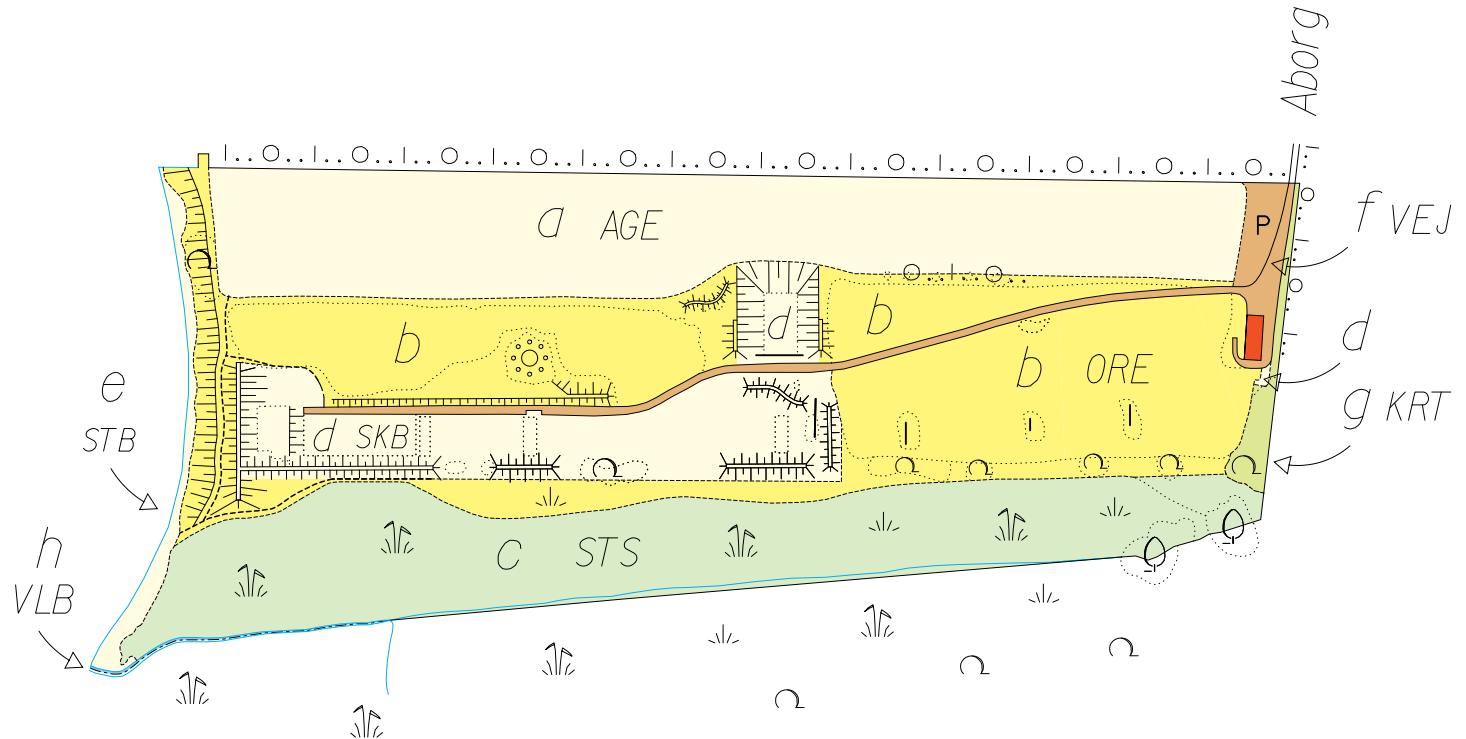 Aborg
a AGE
P
f VEJ
b
d
b
d
b ORE
e
STB
d SKB
g KRT
h
VLB
c STS